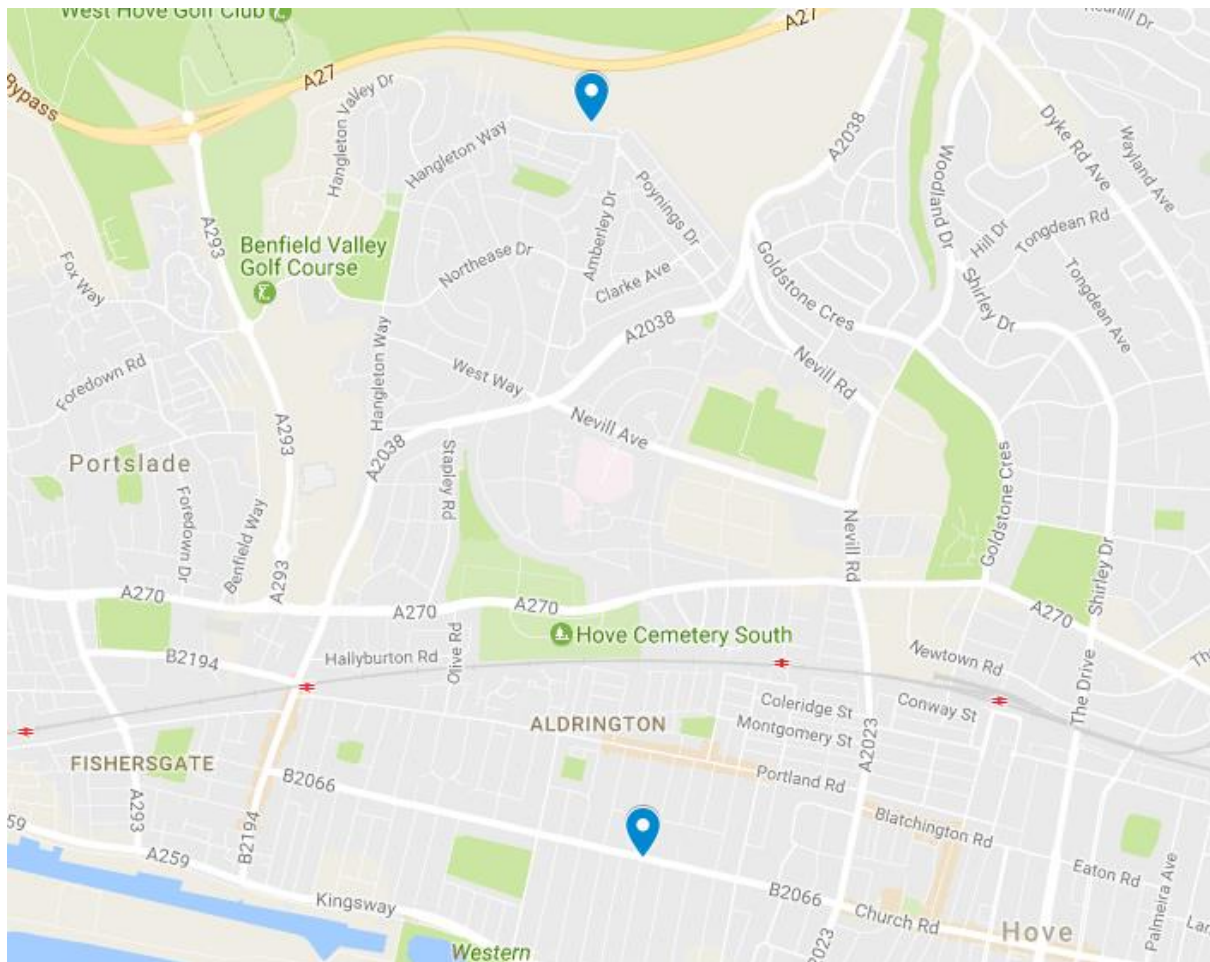 West Hove Golf Club
A27
Redhill Dr
Bypass
A27
Hangleton Valley Dr
Hangleton Way
A2038
Dyke Rd Ave
Wayland Ave
Woodland Dr
Poynings Dr
Amberley Dr
A293
Benfield Valley
Golf Course
Northease Dr
Clarke Ave
Goldstone Cres
Hill Dr
Tongdean Rd
Tongdean Ave
Shirley Dr
Fox Way
A2038
Hangleton Way
Nevill Rd
Foredown Rd
West Way
Nevill Ave
A293
A2038
Stapley Rd
Portslade
Foredown Dr
Benfield Way
Goldstone Cres
Nevill Rd
Shirley Dr
A293
A270
A270
A270
A270
Hove Cemetery South
B2194
Hallyburton Rd
Olive Rd
Newtown Rd
The Drive
Coleridge St
Conway St
ALDRINGTON
Montgomery St
A2023
FISHERSGATE
B2066
Portland Rd
A293
B2194
Blatchington Rd
59
A259
Eaton Rd
Palmeira Ave
B2066
Kingsway
Church Rd
Hove
Western
2023